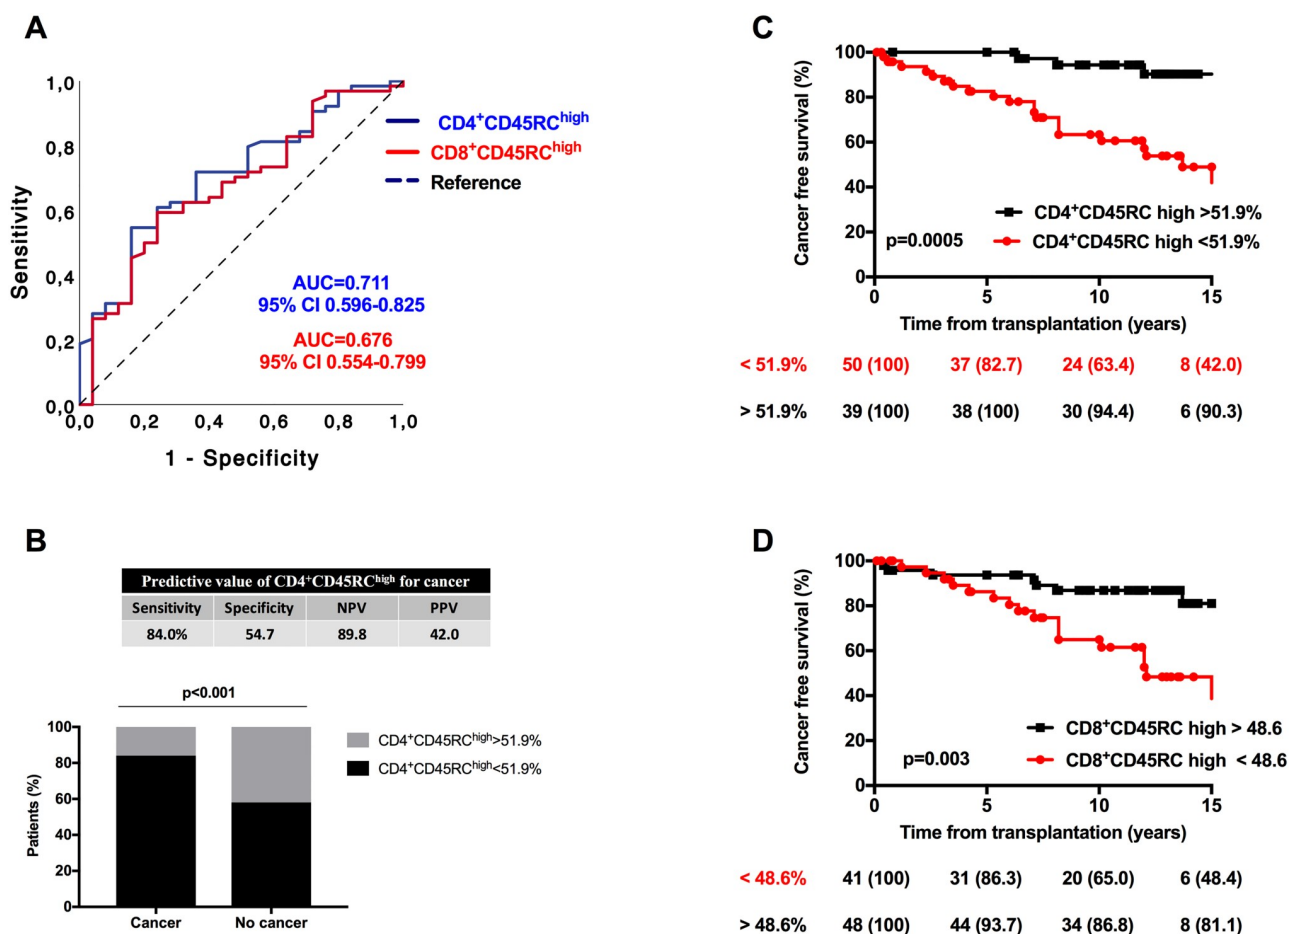 A
1,0
0,8
0,6
0,4
0,2
0,0
Sensitivity
CD4+CD45RChigh
CD8+CD45RChigh
Reference
AUC=0.711
95% CI 0.596-0.825
AUC=0.676
95% CI 0.554-0.799
0,0 0,2 0,4 0,6 0,8 1,0
1 - Specificity
B
Predictive value of CD4+CD45RChigh for cancer
Sensitivity Specificity NPV PPV
84.0% 54.7 89.8 42.0
p<0.001
100
80
60
40
20
0
Patients (%)
CD4+CD45RChigh>51.9%
CD4+CD45RChigh<51.9%
Cancer No cancer
C
100
80
60
40
20
0
Cancer free survival (%)
CD4+CD45RC high >51.9%
CD4+CD45RC high <51.9%
p=0.0005
0 5 10 15
Time from transplantation (years)
< 51.9% 50 (100) 37 (82.7) 24 (63.4) 8 (42.0)
> 51.9% 39 (100) 38 (100) 30 (94.4) 6 (90.3)
D
100
80
60
40
20
0
Cancer free survival (%)
CD8+CD45RC high > 48.6
CD8+CD45RC high < 48.6
p=0.003
0 5 10 15
Time from transplantation (years)
< 48.6% 41 (100) 31 (86.3) 20 (65.0) 6 (48.4)
> 48.6% 48 (100) 44 (93.7) 34 (86.8) 8 (81.1)